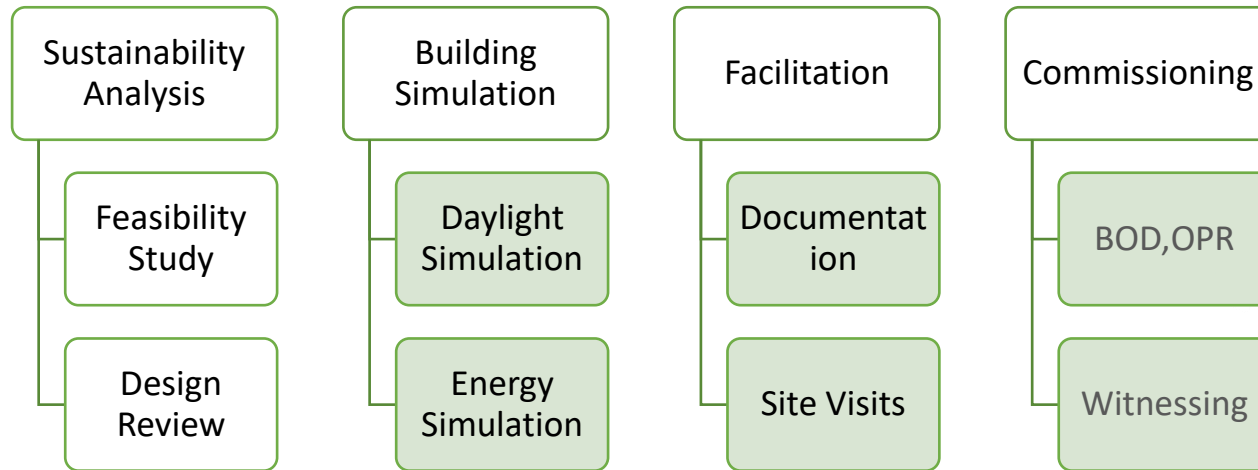 Sustainability
Analysis
Feasibility
Study
Design
Review
Building
Simulation
Daylight
Simulation
Energy
Simulation
Facilitation
Documentat
ion
Site Visits
Commissioning
BOD,OPR
Witnessing